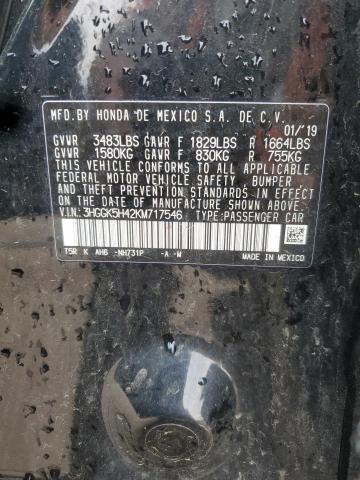 MFD.BY HONDA DE MEXICO S.A. DE C.V.
01/'19
GVWR 3483LBS GAWR F 1829LBS R 1664LBS
GVWR 1580KG GAWR F 830KG R 755KG
THIS VEHICLE CONFORMS TO ALL APPLICABLE
FEDERAL MOTOR VEHICLE SAFETY, BUMPER
AND THEFT PREVENTION STANDARDS IN EFFECT
ON THE DATE OF MANUFACTURE SHOWN ABOVE.
V.I.N.:3HGGK5H42KM717546 TYPE:PASSENGER CAR
T5R K AH6 -NH731P -A -M
MADE IN MEXICO